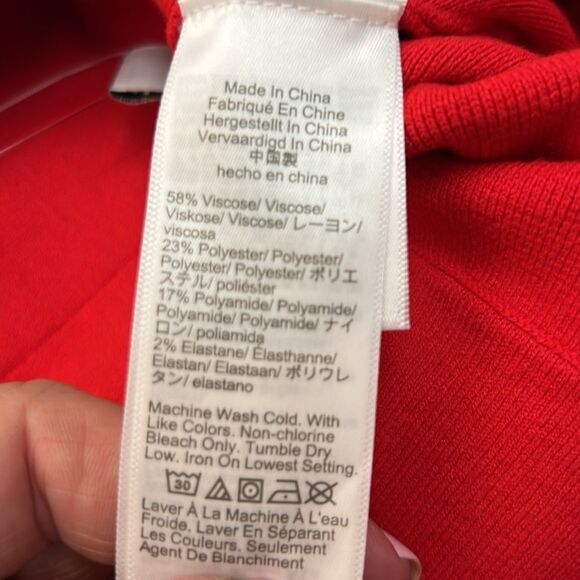 Made In China
Fabriqué En Chine
Hergestellt In China
Vervaardigd In China
中国製
hecho en china
58% Viscose/ Viscose/
Viskose/ Viscose/ レーヨン/
viscosa
23% Polyester/ Polyester/
Polyester/ Polyester/ ポリエ
ステル/ poliéster
17% Polyamide/ Polyamide/
Polyamide/ Polyamide/ ナイ
ロン/ poliamida
2% Elastane/ Élasthanne/
Elastan/ Elastaan/ ポリウレ
タン/ elastano
Machine Wash Cold. With
Like Colors. Non-chlorine
Bleach Only. Tumble Dry
Low. Iron On Lowest Setting.
30
Laver À La Machine À L'eau
Froide. Laver En Séparant
Les Couleurs. Seulement
Agent De Blanchiment